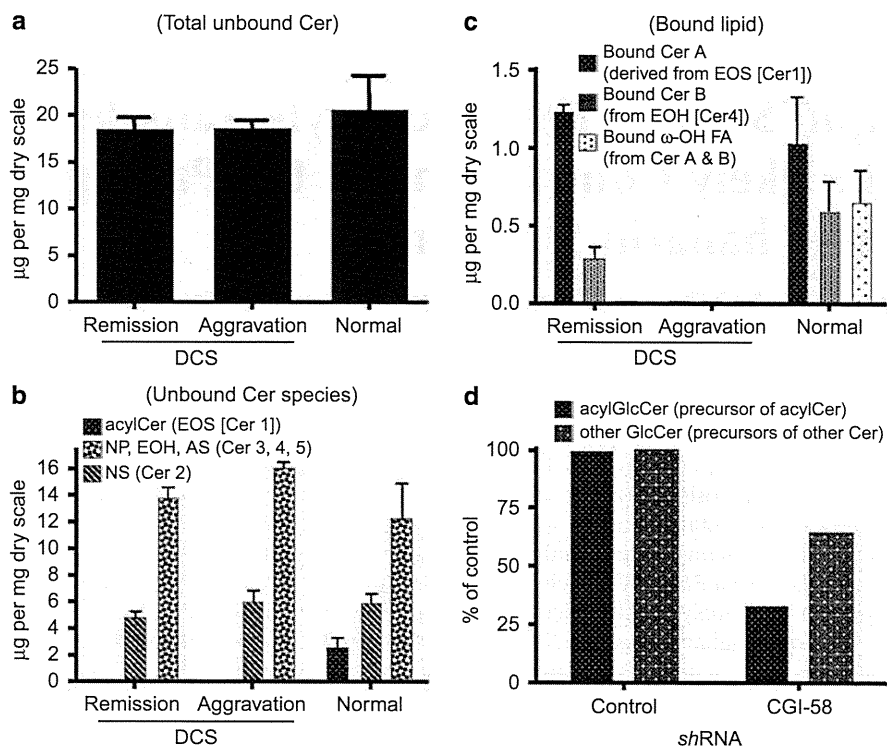 a
(Total unbound Cer)
25
20
15
10
5
0
µg per mg dry scale
Remission
Aggravation
Normal
DCS
b
(Unbound Cer species)
acylCer (EOS [Cer 1])
NP, EOH, AS (Cer 3, 4, 5)
NS (Cer 2)
16
14
12
10
8
6
4
2
0
µg per mg dry scale
Remission
Aggravation
Normal
DCS
c
(Bound lipid)
Bound Cer A
(derived from EOS [Cer1])
Bound Cer B
(from EOH [Cer4])
Bound ω-OH FA
(from Cer A & B)
1.5
1.0
0.5
0.0
µg per mg dry scale
Remission
Aggravation
Normal
DCS
d
acylGlcCer (precursor of acylCer)
other GlcCer (precursors of other Cer)
100
75
50
25
0
% of control
Control
CGI-58
shRNA